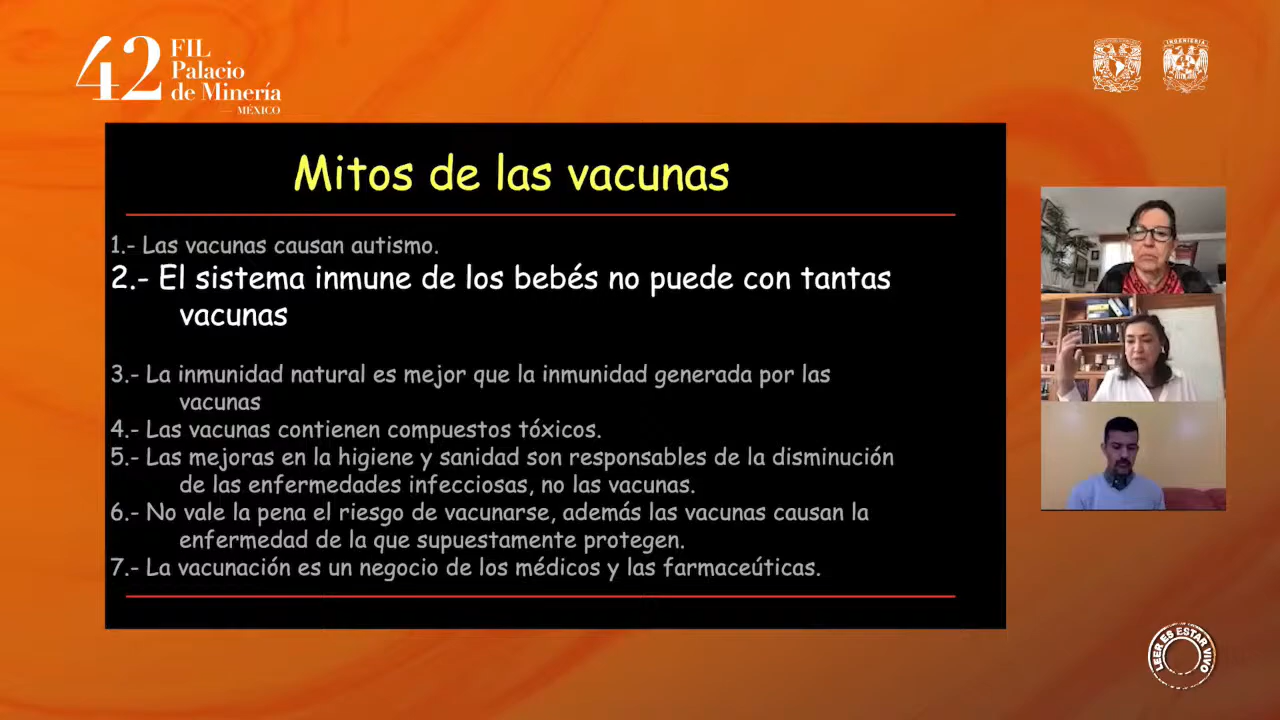 42 FIL
Palacio
de Minería
MÉXICO
INGENIERÍA
Mitos de las vacunas
1.- Las vacunas causan autismo.
2.- El sistema inmune de los bebés no puede con tantas
vacunas
3.- La inmunidad natural es mejor que la inmunidad generada por las
vacunas
4.- Las vacunas contienen compuestos tóxicos.
5.- Las mejoras en la higiene y sanidad son responsables de la disminución
de las enfermedades infecciosas, no las vacunas.
6.- No vale la pena el riesgo de vacunarse, además las vacunas causan la
enfermedad de la que supuestamente protegen.
7.- La vacunación es un negocio de los médicos y las farmaceúticas.
LEER ES ESTAR VIVO